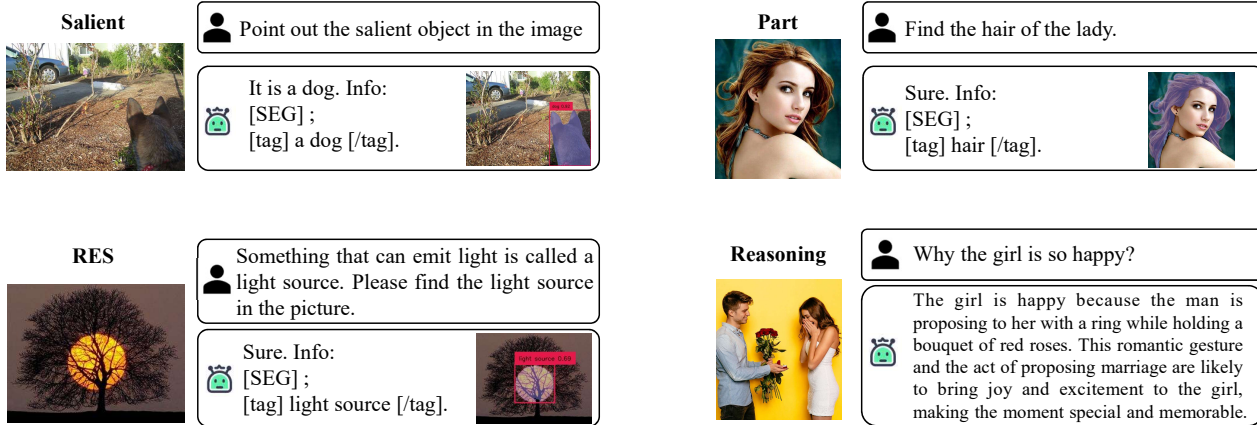 Salient
Point out the salient object in the image
It is a dog. Info:
[SEG] ;
[tag] a dog [/tag].
Part
Find the hair of the lady.
Sure. Info:
[SEG] ;
[tag] hair [/tag].
RES
Something that can emit light is called a
light source. Please find the light source
in the picture.
Sure. Info:
[SEG] ;
[tag] light source [/tag].
light source 0.69
Reasoning
Why the girl is so happy?
The girl is happy because the man is
proposing to her with a ring while holding a
bouquet of red roses. This romantic gesture
and the act of proposing marriage are likely
to bring joy and excitement to the girl,
making the moment special and memorable.